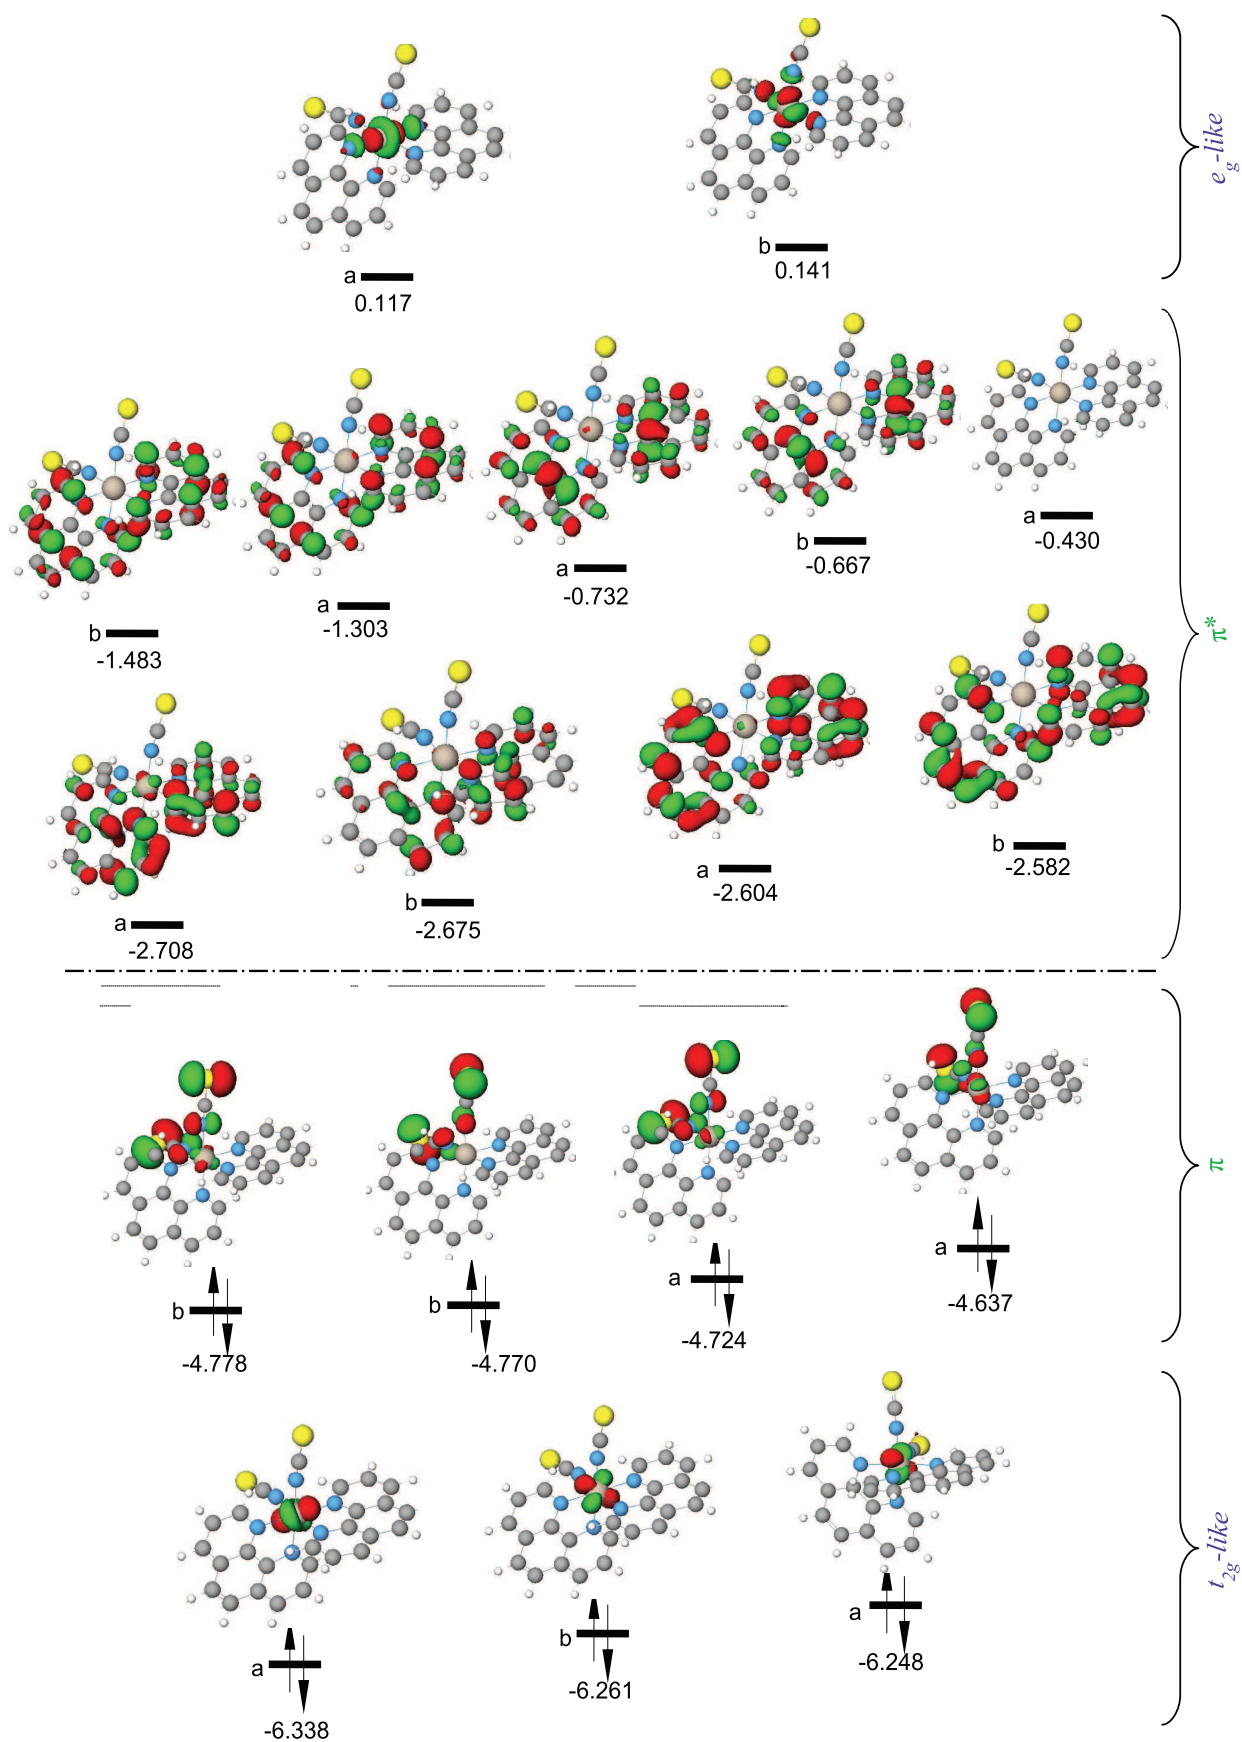 e_g-like
a
0.117
b
0.141
π*
b
-1.483
a
-1.303
a
-0.732
b
-0.667
a
-0.430
a
-2.708
b
-2.675
a
-2.604
b
-2.582
π
b
-4.778
b
-4.770
a
-4.724
a
-4.637
t_2g-like
a
-6.338
b
-6.261
a
-6.248